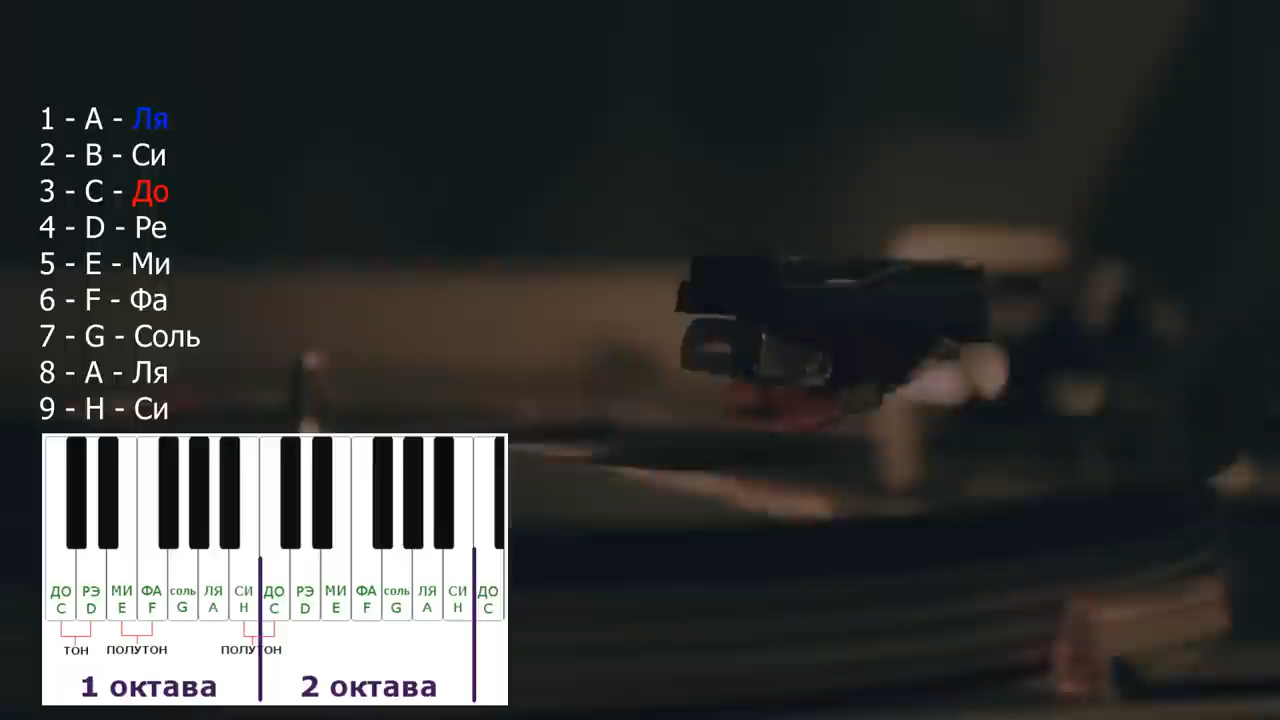 1 - A - Ля
2 - B - Си
3 - C - До
4 - D - Ре
5 - E - Ми
6 - F - Фа
7 - G - Соль
8 - A - Ля
9 - H - Си
ДО РЭ МИ ФА соль ЛЯ СИ ДО РЭ МИ ФА соль ЛЯ СИ ДО
C D E F G A H C D E F G A H C
ТОН ПОЛУТОН ПОЛУТОН
1 октава 2 октава